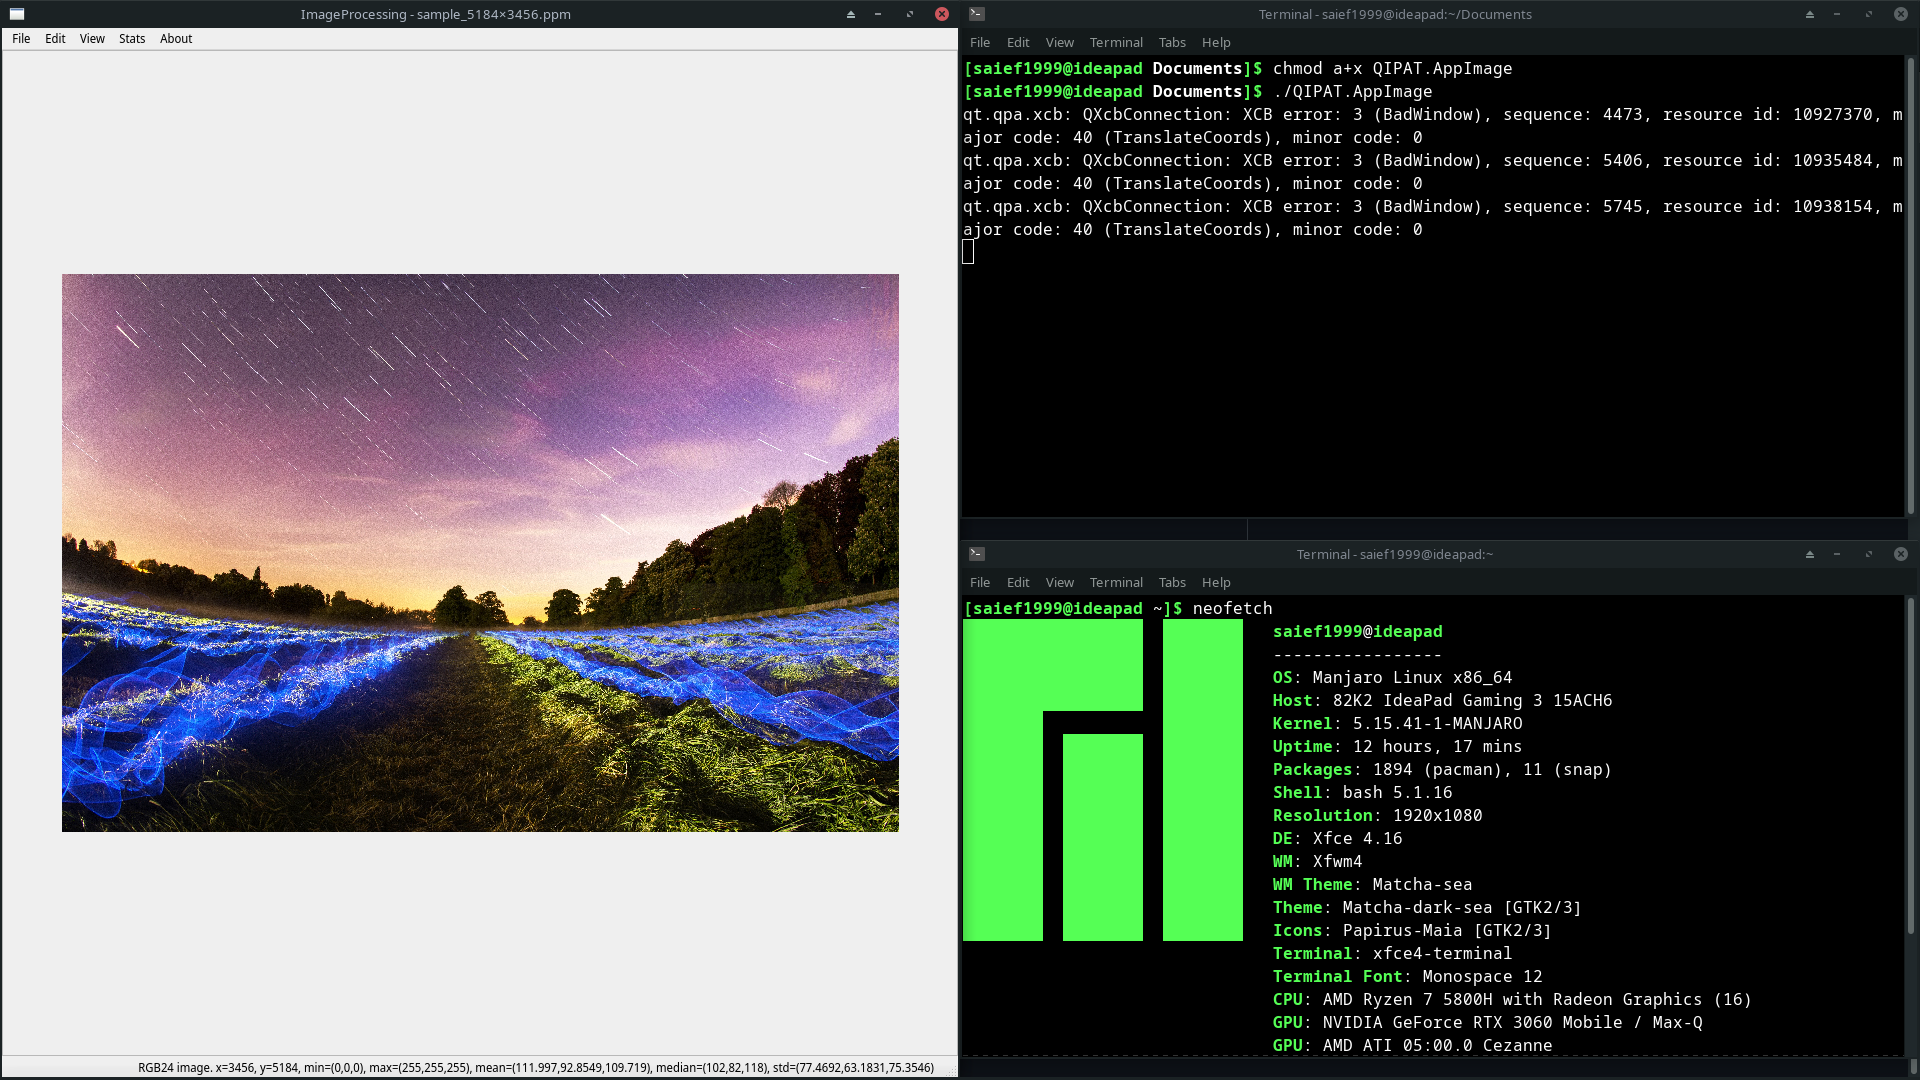 ImageProcessing - sample_5184×3456.ppm
File Edit View Stats About
RGB24 image. x=3456, y=5184, min=(0,0,0), max=(255,255,255), mean=(111.997,92.8549,109.719), median=(102,82,118), std=(77.4692,63.1831,75.3546)
Terminal - saief1999@ideapad:~/Documents
File Edit View Terminal Tabs Help
[saief1999@ideapad Documents]$ chmod a+x QIPAT.AppImage
[saief1999@ideapad Documents]$ ./QIPAT.AppImage
qt.qpa.xcb: QXcbConnection: XCB error: 3 (BadWindow), sequence: 4473, resource id: 10927370, m
ajor code: 40 (TranslateCoords), minor code: 0
qt.qpa.xcb: QXcbConnection: XCB error: 3 (BadWindow), sequence: 5406, resource id: 10935484, m
ajor code: 40 (TranslateCoords), minor code: 0
qt.qpa.xcb: QXcbConnection: XCB error: 3 (BadWindow), sequence: 5745, resource id: 10938154, m
ajor code: 40 (TranslateCoords), minor code: 0
Terminal - saief1999@ideapad:~
File Edit View Terminal Tabs Help
[saief1999@ideapad ~]$ neofetch
saief1999@ideapad
-----------------
OS: Manjaro Linux x86_64
Host: 82K2 IdeaPad Gaming 3 15ACH6
Kernel: 5.15.41-1-MANJARO
Uptime: 12 hours, 17 mins
Packages: 1894 (pacman), 11 (snap)
Shell: bash 5.1.16
Resolution: 1920x1080
DE: Xfce 4.16
WM: Xfwm4
WM Theme: Matcha-sea
Theme: Matcha-dark-sea [GTK2/3]
Icons: Papirus-Maia [GTK2/3]
Terminal: xfce4-terminal
Terminal Font: Monospace 12
CPU: AMD Ryzen 7 5800H with Radeon Graphics (16)
GPU: NVIDIA GeForce RTX 3060 Mobile / Max-Q
GPU: AMD ATI 05:00.0 Cezanne